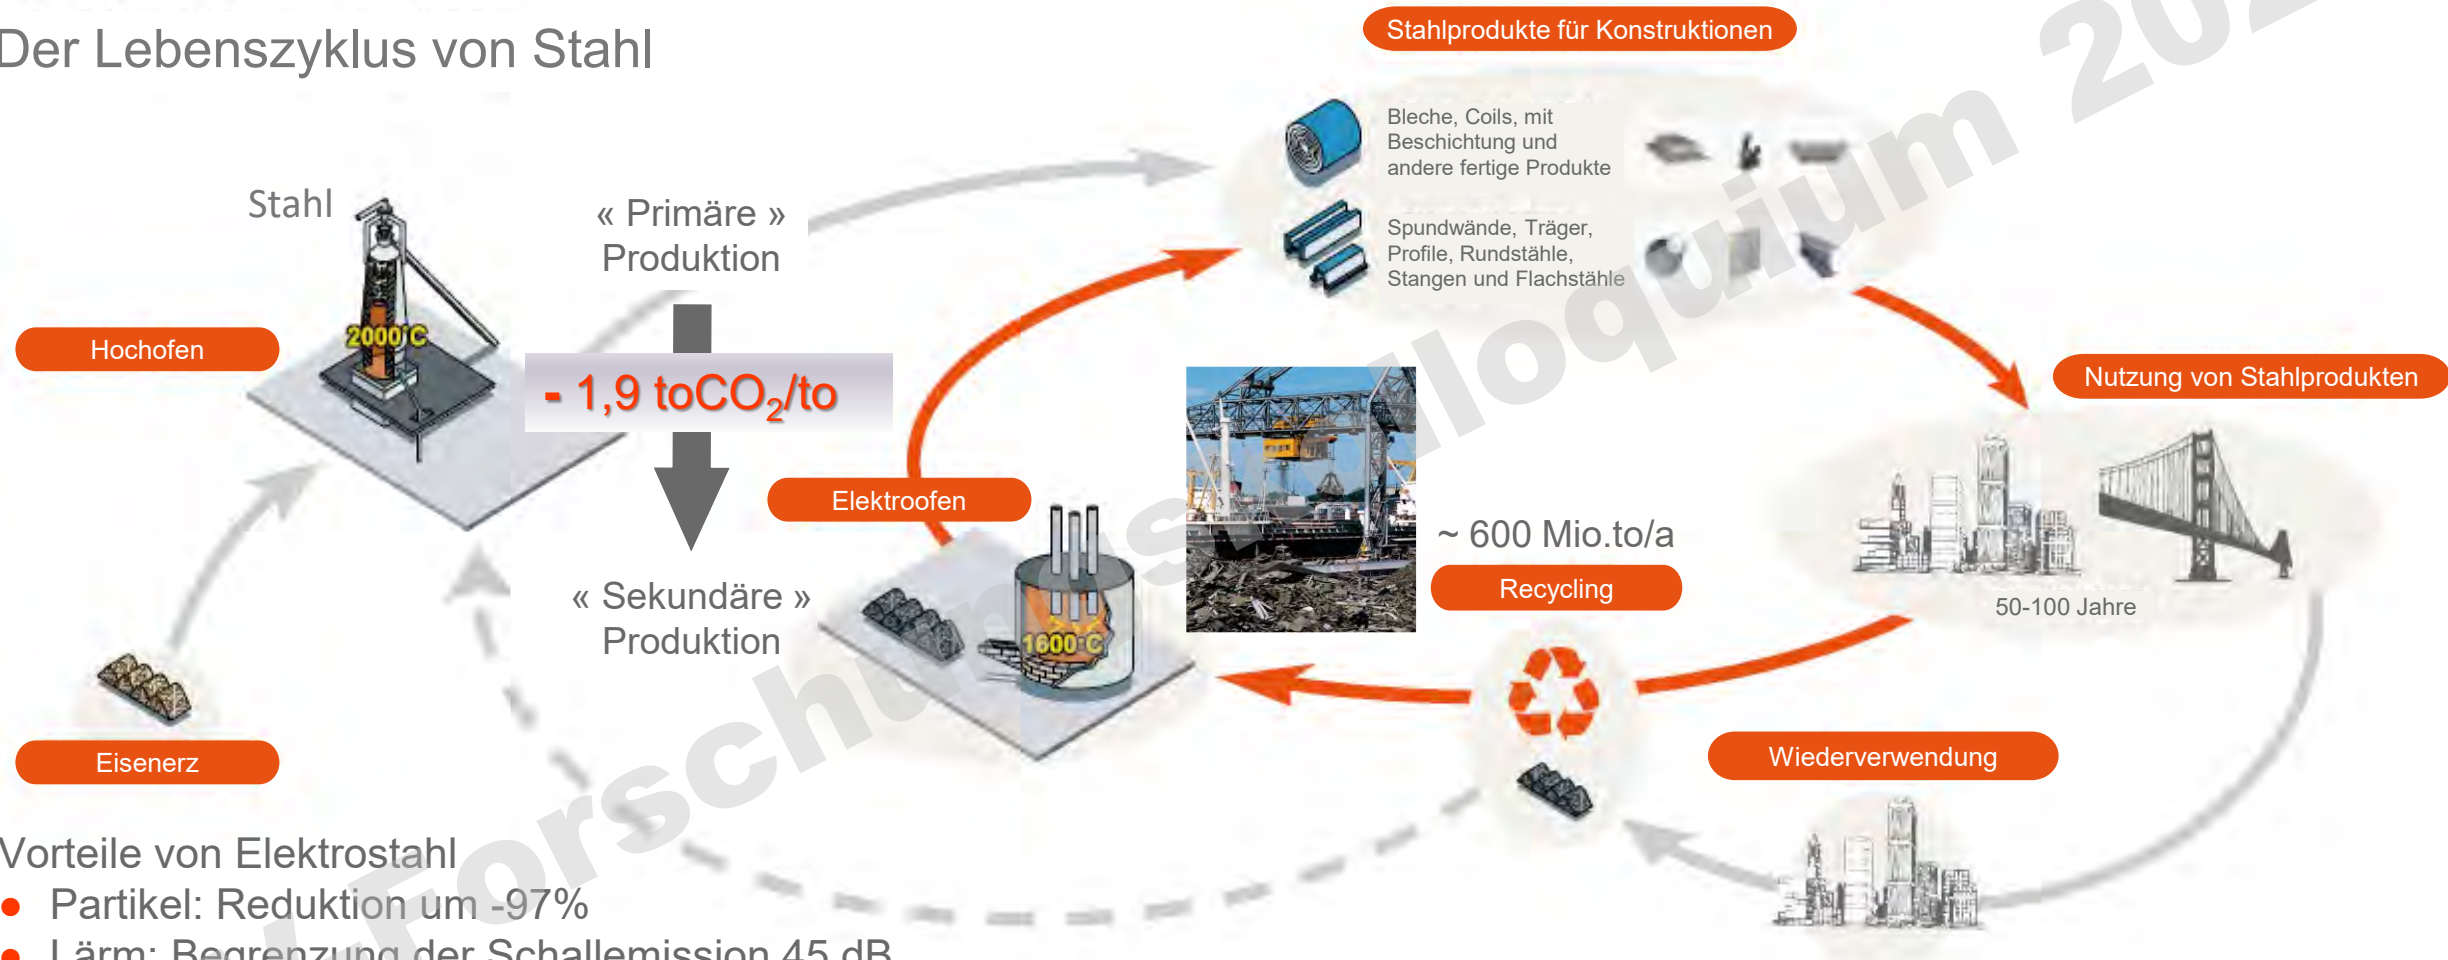 Der Lebenszyklus von Stahl
Stahlprodukte für Konstruktionen
Bleche, Coils, mit
Beschichtung und
andere fertige Produkte
Spundwände, Träger,
Profile, Rundstähle,
Stangen und Flachstähle
Stahl
2000°C
Hochofen
« Primäre »
Produktion
- 1,9 toCO₂/to
« Sekundäre »
Produktion
Elektroofen
1600°C
~ 600 Mio.to/a
Recycling
Nutzung von Stahlprodukten
50-100 Jahre
Wiederverwendung
Eisenerz
Vorteile von Elektrostahl
● Partikel: Reduktion um -97%
● Lärm: Begrenzung der Schallemission 45 dB